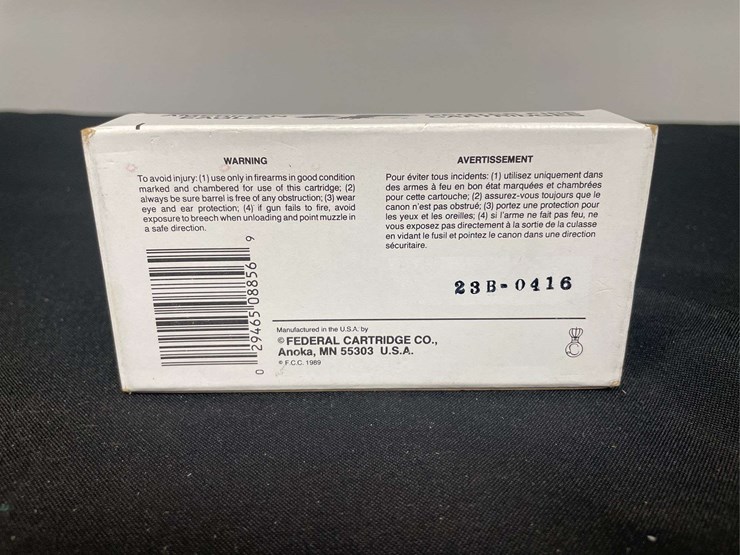 WARNING
To avoid injury: (1) use only in firearms in good condition
marked and chambered for use of this cartridge; (2)
always be sure barrel is free of any obstruction; (3) wear
eye and ear protection; (4) if gun fails to fire, avoid
exposure to breech when unloading and point muzzle in
a safe direction.
AVERTISSEMENT
Pour éviter tous incidents: (1) utilisez uniquement dans
des armes à feu en bon état marquées et chambrées
pour cette cartouche; (2) assurez-vous toujours que le
canon n'est pas obstrué; (3) portez une protection pour
les yeux et les oreilles; (4) si l'arme ne fait pas feu, ne
vous exposez pas directement à la sortie de la culasse
en vidant le fusil et pointez le canon dans une direction
sécuritaire.
0 29465 08856 9
23B-0416
Manufactured in the U.S.A. by
© FEDERAL CARTRIDGE CO.,
Anoka, MN 55303 U.S.A.
© F.C.C. 1989